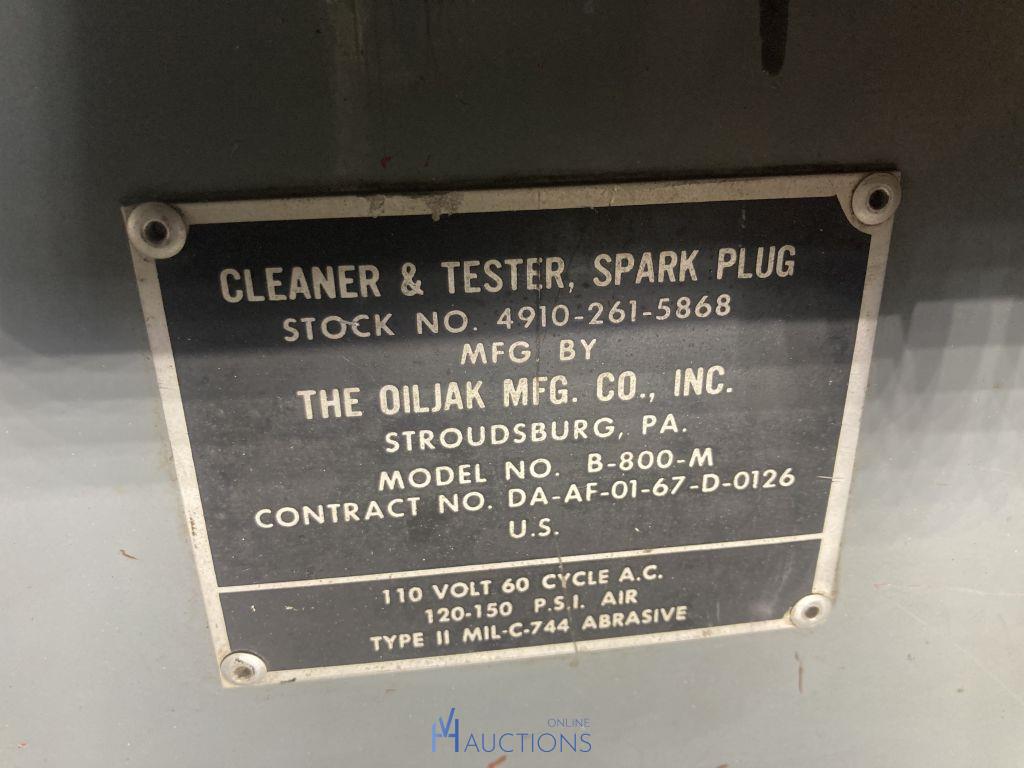 CLEANER & TESTER, SPARK PLUG
STOCK NO. 4910-261-5868
MFG. BY
THE OILJAK MFG. CO., INC.
STROUDSBURG, PA.
MODEL NO. B-800-M
CONTRACT NO. DA-AF-01-67-D-0126
U.S.
110 VOLT 60 CYCLE A.C.
120-150 P.S.I. AIR
TYPE II MIL-C-744 ABRASIVE
ONLINE
AUCTIONS